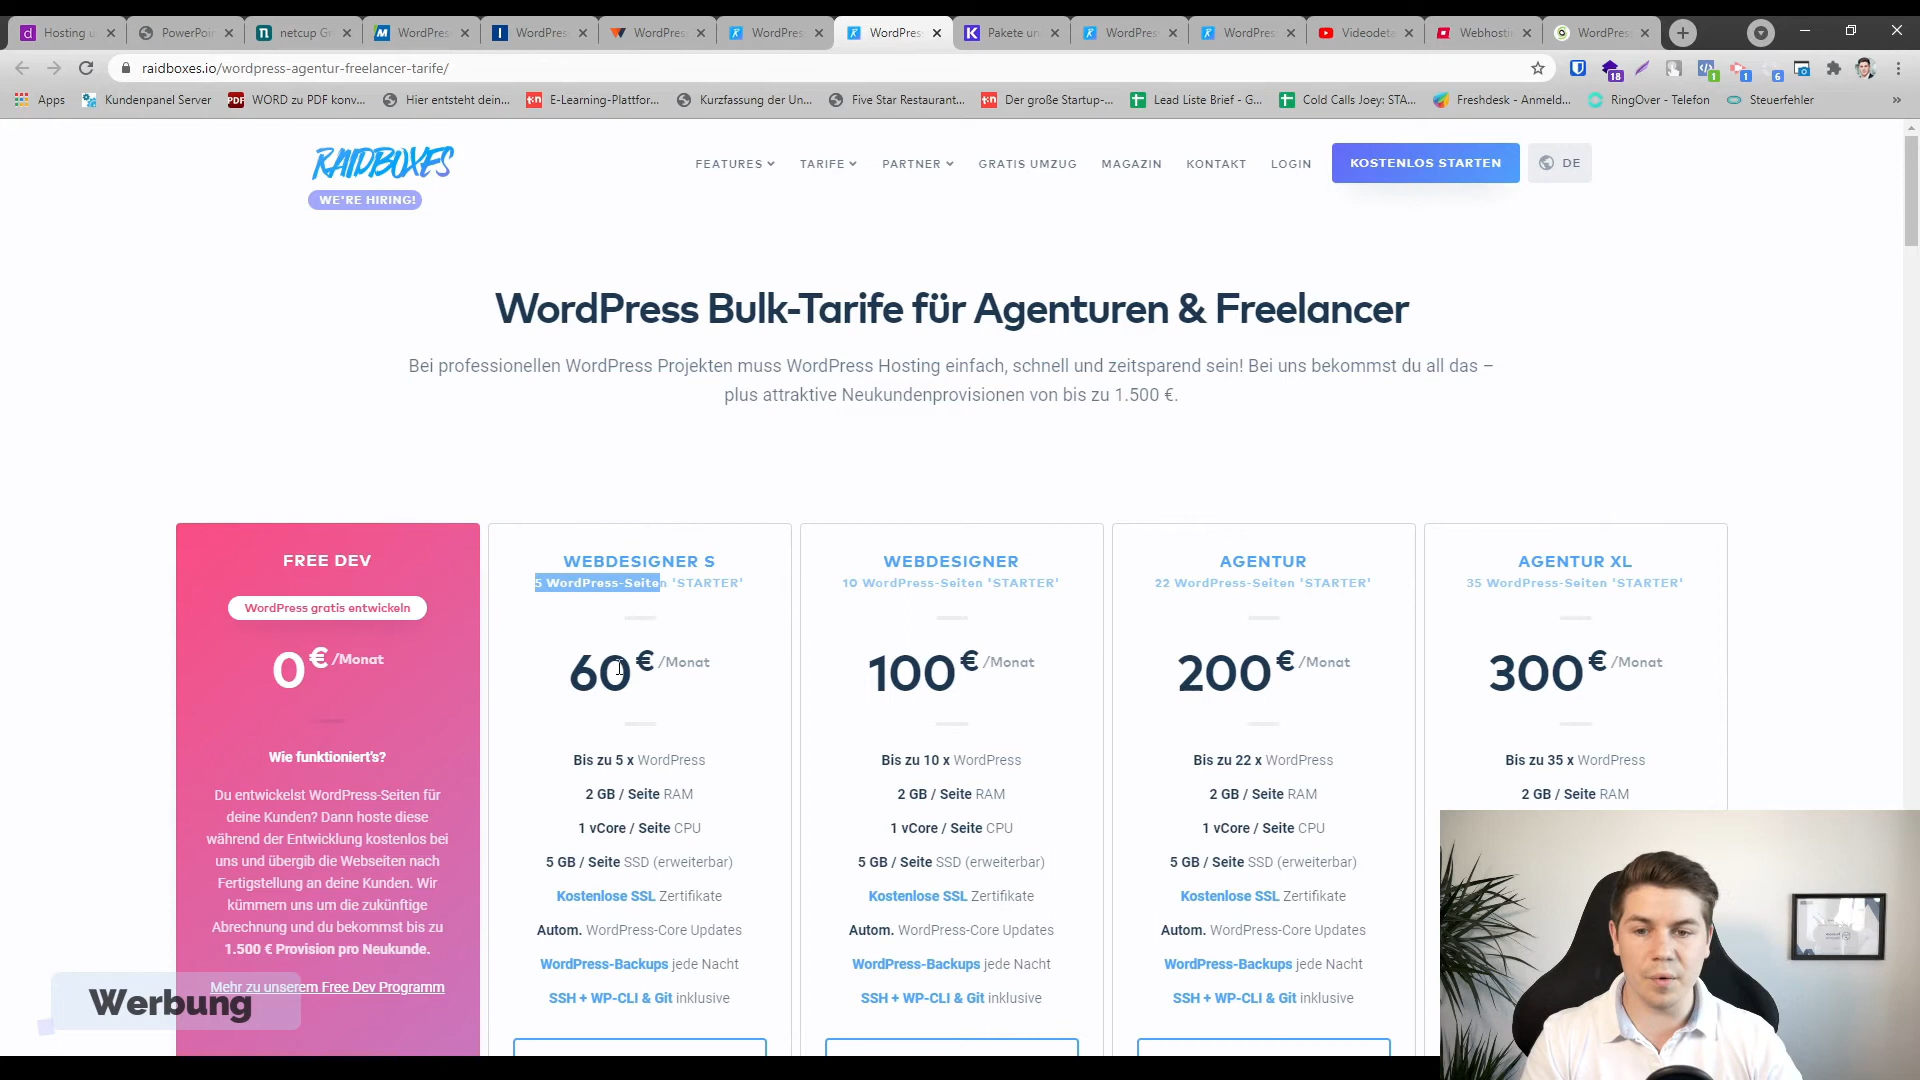 Hosting u
PowerPoi
netcup Gr
WordPres
WordPres
WordPres
WordPres
WordPres
Pakete un
WordPres
WordPres
Videodeta
Webhosti
WordPres
raidboxes.io/wordpress-agentur-freelancer-tarife/
18
1
1
6
Apps
Kundenpanel Server
WORD zu PDF konv...
Hier entsteht dein...
E-Learning-Plattfor...
Kurzfassung der Un...
Five Star Restaurant...
Der große Startup-...
Lead Liste Brief - G...
Cold Calls Joey: STA...
Freshdesk - Anmeld...
RingOver - Telefon
Steuerfehler
RAIDBOXES
WE'RE HIRING!
FEATURES
TARIFE
PARTNER
GRATIS UMZUG
MAGAZIN
KONTAKT
LOGIN
KOSTENLOS STARTEN
DE
WordPress Bulk-Tarife für Agenturen & Freelancer
Bei professionellen WordPress Projekten muss WordPress Hosting einfach, schnell und zeitsparend sein! Bei uns bekommst du all das –
plus attraktive Neukundenprovisionen von bis zu 1.500 €.
FREE DEV
WordPress gratis entwickeln
0 € /Monat
Wie funktioniert's?
Du entwickelst WordPress-Seiten für
deine Kunden? Dann hoste diese
während der Entwicklung kostenlos bei
uns und übergib die Webseiten nach
Fertigstellung an deine Kunden. Wir
kümmern uns um die zukünftige
Abrechnung und du bekommst bis zu
1.500 € Provision pro Neukunde.
Mehr zu unserem Free Dev Programm
WEBDESIGNER S
5 WordPress-Seiten 'STARTER'
60 € /Monat
Bis zu 5 x WordPress
2 GB / Seite RAM
1 vCore / Seite CPU
5 GB / Seite SSD (erweiterbar)
Kostenlose SSL Zertifikate
Autom. WordPress-Core Updates
WordPress-Backups jede Nacht
SSH + WP-CLI & Git inklusive
WEBDESIGNER
10 WordPress-Seiten 'STARTER'
100 € /Monat
Bis zu 10 x WordPress
2 GB / Seite RAM
1 vCore / Seite CPU
5 GB / Seite SSD (erweiterbar)
Kostenlose SSL Zertifikate
Autom. WordPress-Core Updates
WordPress-Backups jede Nacht
SSH + WP-CLI & Git inklusive
AGENTUR
22 WordPress-Seiten 'STARTER'
200 € /Monat
Bis zu 22 x WordPress
2 GB / Seite RAM
1 vCore / Seite CPU
5 GB / Seite SSD (erweiterbar)
Kostenlose SSL Zertifikate
Autom. WordPress-Core Updates
WordPress-Backups jede Nacht
SSH + WP-CLI & Git inklusive
AGENTUR XL
35 WordPress-Seiten 'STARTER'
300 € /Monat
Bis zu 35 x WordPress
2 GB / Seite RAM
Werbung